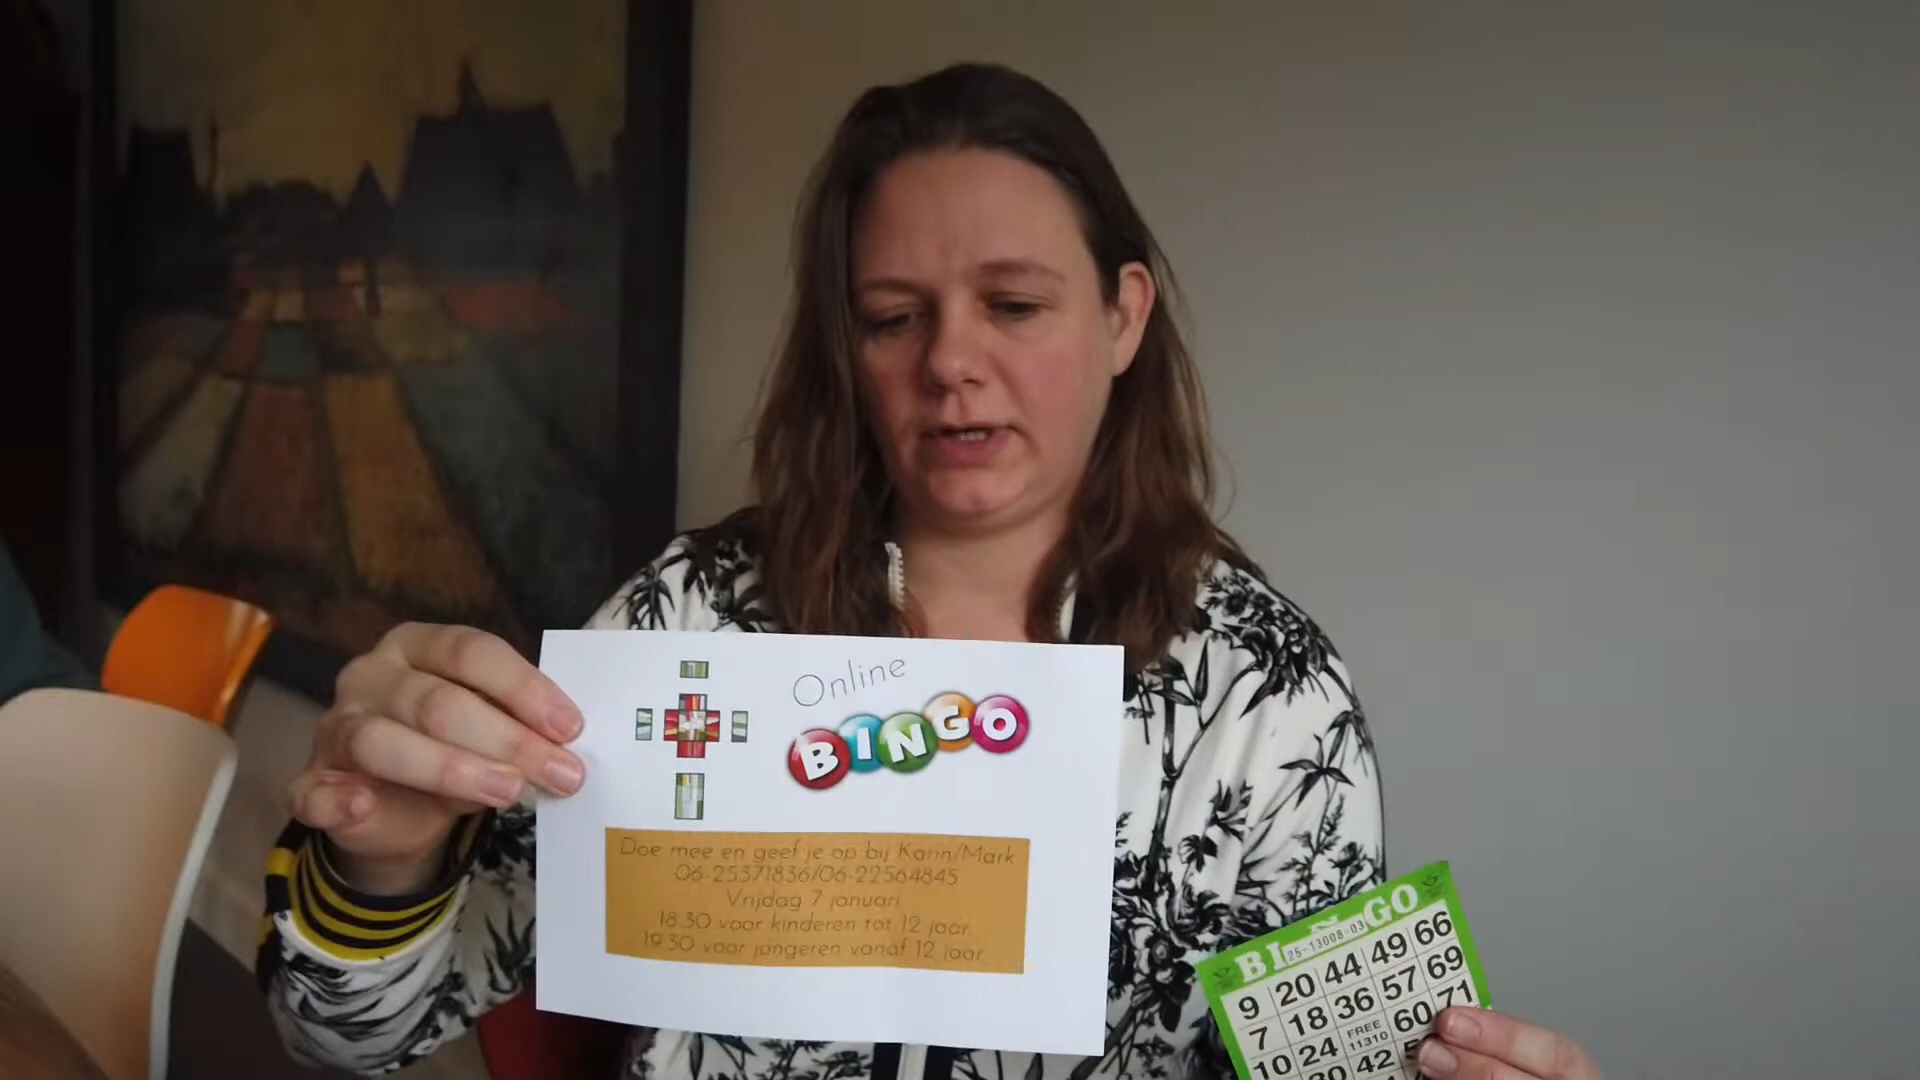 Online
BINGO
Doe mee en geef je op bij Karin/Mark
06-25371836/06-22564845
Vrijdag 7 januari
18.30 voor kinderen tot 12 jaar.
19.30 voor jongeren vanaf 12 jaar
BINGO
25-13008-03
9 20 44 49 66
7 18 36 57 69
10 24 FREE 11310 60 71
42